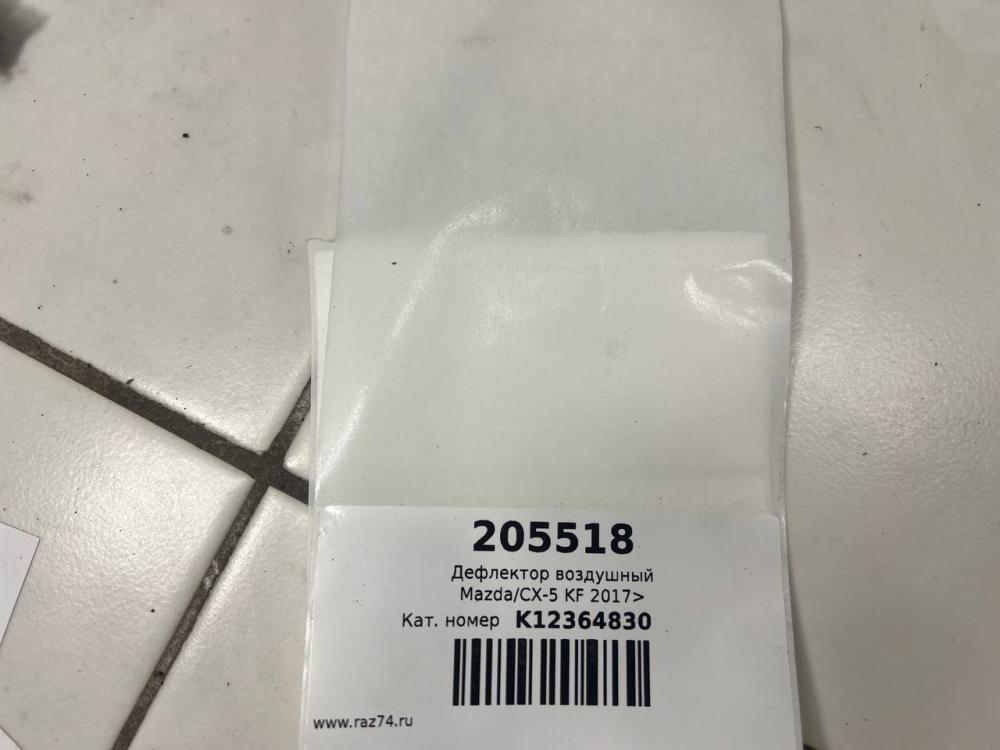 205518
Дефлектор воздушный
Mazda/CX-5 KF 2017>
Кат. номер K12364830
www.raz74.ru